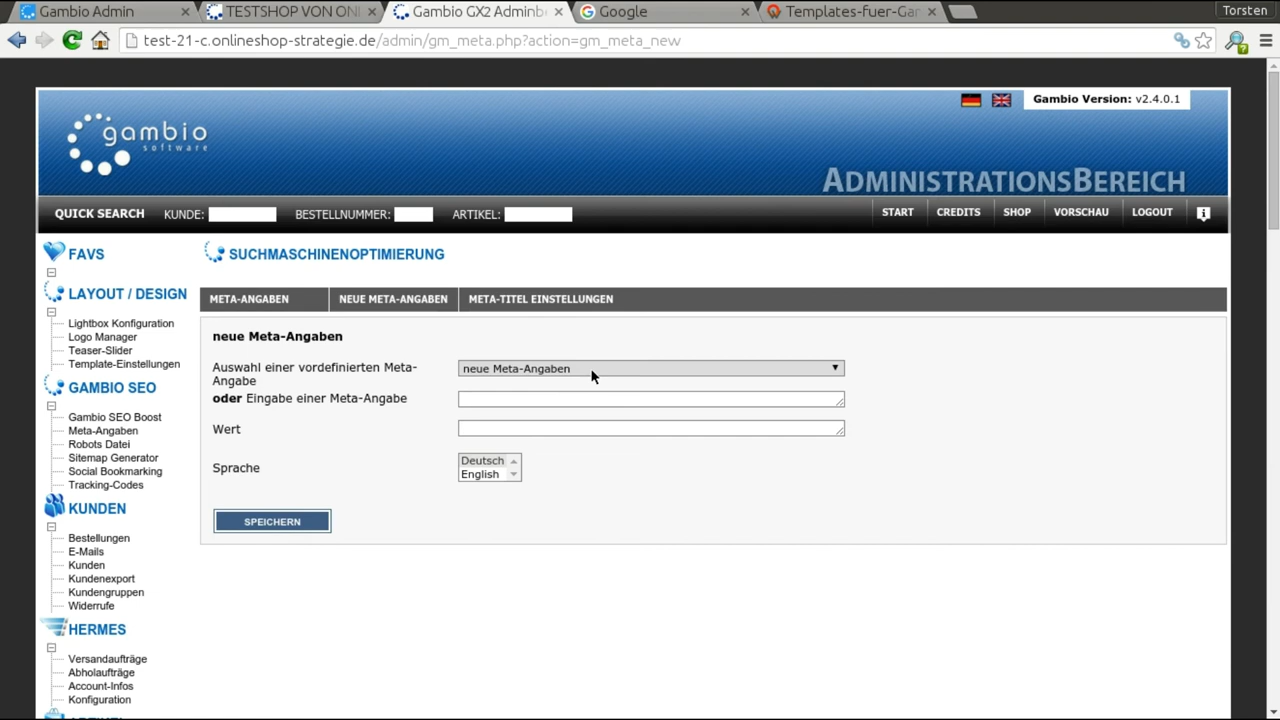 Gambio Admin
TESTSHOP VON ONL
Gambio GX2 Adminb
Google
Templates-fuer-Gam
Torsten
test-21-c.onlineshop-strategie.de/admin/gm_meta.php?action=gm_meta_new
Gambio Version: v2.4.0.1
gambio
software
ADMINISTRATIONSBEREICH
QUICK SEARCH KUNDE: BESTELLNUMMER: ARTIKEL:
START CREDITS SHOP VORSCHAU LOGOUT
FAVS
LAYOUT / DESIGN
Lightbox Konfiguration
Logo Manager
Teaser-Slider
Template-Einstellungen
GAMBIO SEO
Gambio SEO Boost
Meta-Angaben
Robots Datei
Sitemap Generator
Social Bookmarking
Tracking-Codes
KUNDEN
Bestellungen
E-Mails
Kunden
Kundenexport
Kundengruppen
Widerrufe
HERMES
Versandaufträge
Abholaufträge
Account-Infos
Konfiguration
SUCHMASCHINENOPTIMIERUNG
META-ANGABEN NEUE META-ANGABEN META-TITEL EINSTELLUNGEN
neue Meta-Angaben
Auswahl einer vordefinierten Meta-
Angabe
neue Meta-Angaben
oder Eingabe einer Meta-Angabe
Wert
Sprache
Deutsch
English
SPEICHERN